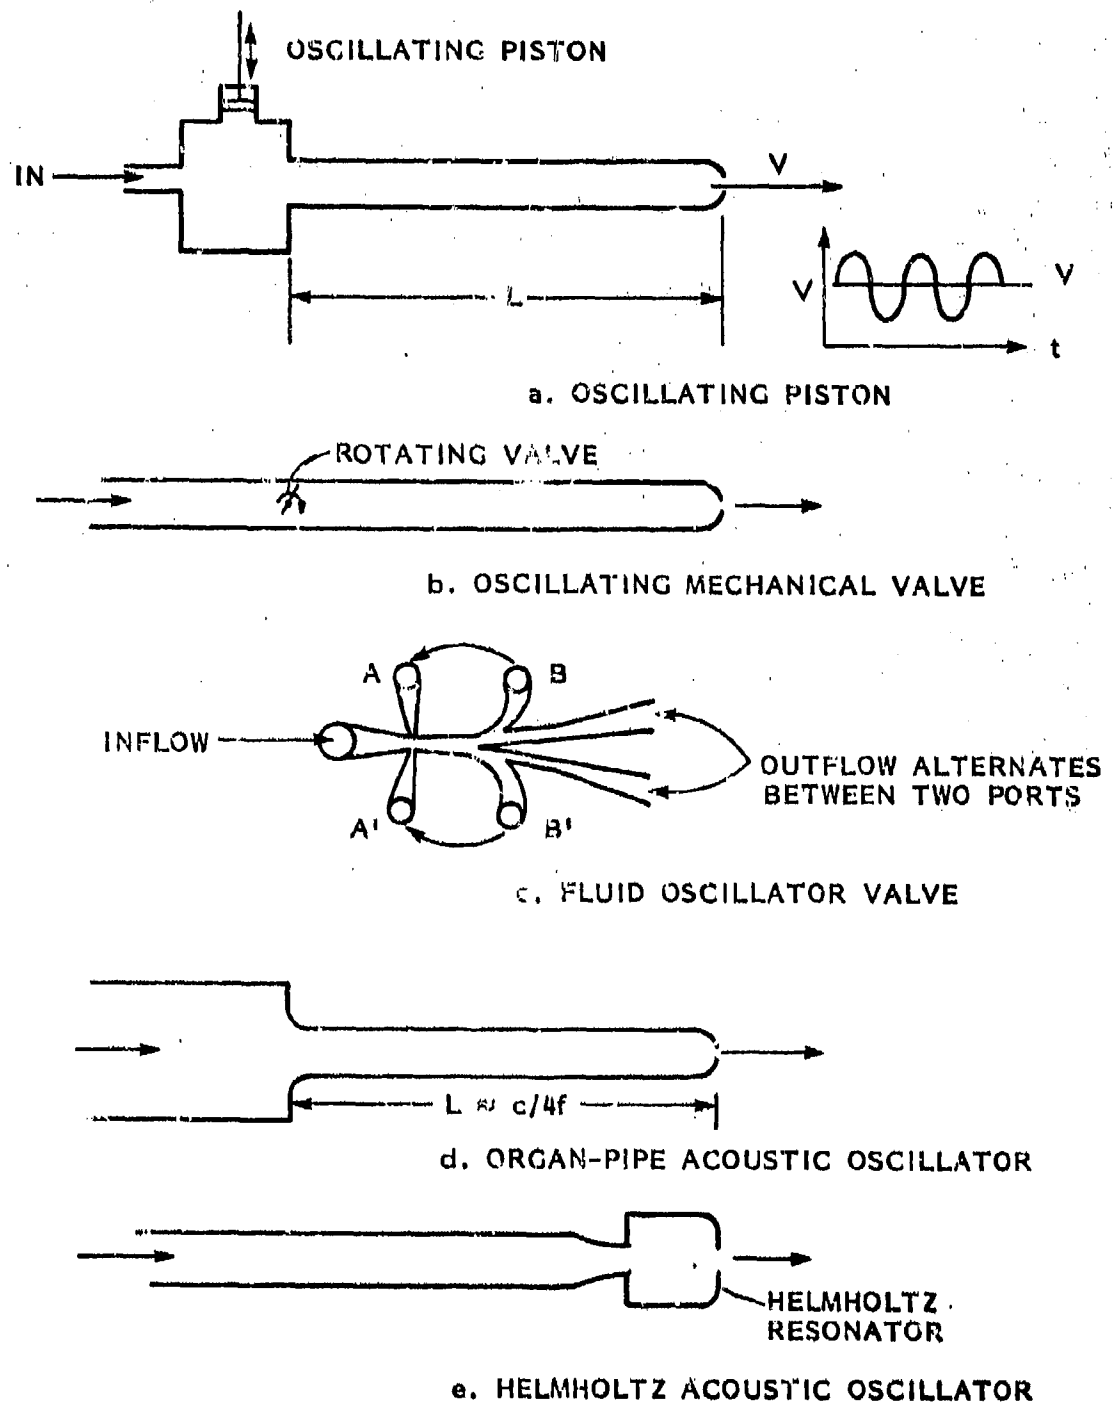 OSCILLATING PISTON
IN
V
L
V
V
t
a. OSCILLATING PISTON
ROTATING VALVE
b. OSCILLATING MECHANICAL VALVE
A
B
INFLOW
OUTFLOW ALTERNATES
BETWEEN TWO PORTS
A'
B'
c. FLUID OSCILLATOR VALVE
L ≈ c/4f
d. ORGAN-PIPE ACOUSTIC OSCILLATOR
HELMHOLTZ
RESONATOR
e. HELMHOLTZ ACOUSTIC OSCILLATOR